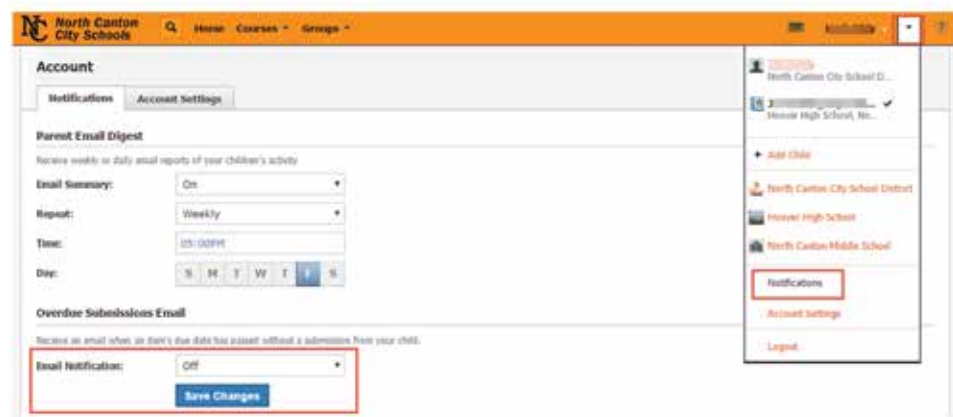 North Canton
City Schools
Home Courses Groups
Account
Notifications Account Settings
Parent Email Digest
Receive weekly or daily email reports of your children's activity
Email Summary: On
Repeat: Weekly
Time: 05:00PM
Day: S M T W T F S
Overdue Submissions Email
Receive an email when an item's due date has passed without a submission from your child.
Email Notification: Off
Save Changes
North Canton City School D...
J
Hoover High School, No...
+ Add Child
North Canton City School District
Hoover High School
North Canton Middle School
Notifications
Account Settings
Logout